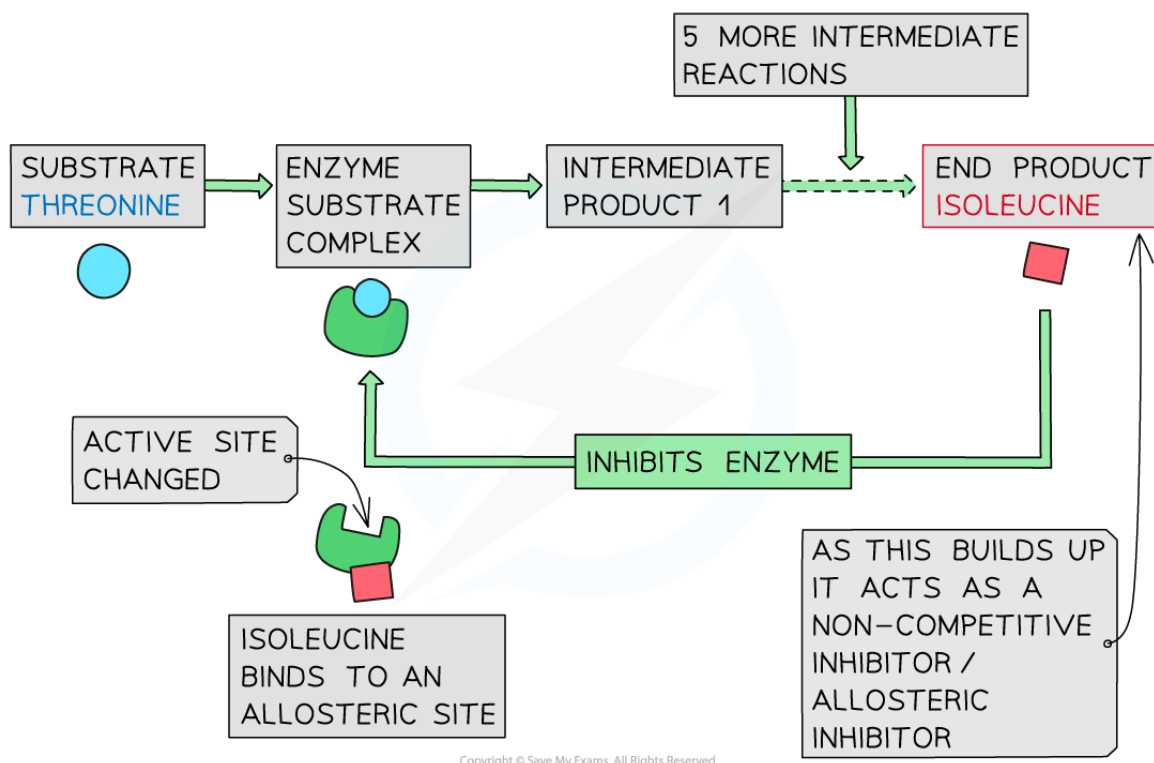 5 MORE INTERMEDIATE
REACTIONS
SUBSTRATE
THREONINE
ENZYME
SUBSTRATE
COMPLEX
INTERMEDIATE
PRODUCT 1
END PRODUCT
ISOLEUCINE
ACTIVE SITE
CHANGED
INHIBITS ENZYME
ISOLEUCINE
BINDS TO AN
ALLOSTERIC SITE
AS THIS BUILDS UP
IT ACTS AS A
NON-COMPETITIVE
INHIBITOR /
ALLOSTERIC
INHIBITOR
Copyright © Save My Exams. All Rights Reserved